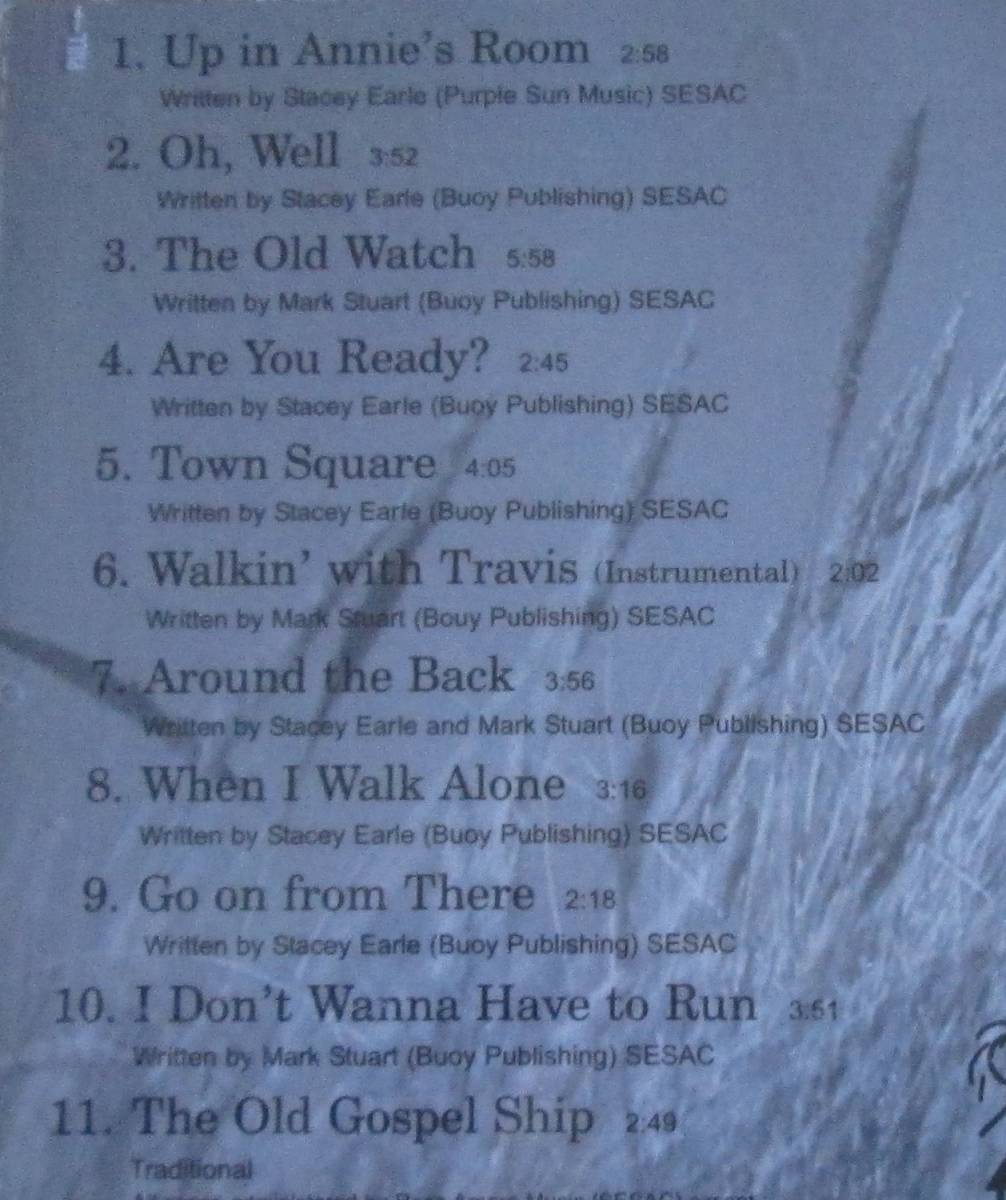 1. Up in Annie's Room 2:58
Written by Stacey Earle (Purple Sun Music) SESAC
2. Oh, Well 3:52
Written by Stacey Earle (Buoy Publishing) SESAC
3. The Old Watch 5:58
Written by Mark Stuart (Buoy Publishing) SESAC
4. Are You Ready? 2:45
Written by Stacey Earle (Buoy Publishing) SESAC
5. Town Square 4:05
Written by Stacey Earle (Buoy Publishing) SESAC
6. Walkin' with Travis (Instrumental) 2:02
Written by Mark Stuart (Bouy Publishing) SESAC
7. Around the Back 3:56
Written by Stacey Earle and Mark Stuart (Buoy Publishing) SESAC
8. When I Walk Alone 3:16
Written by Stacey Earle (Buoy Publishing) SESAC
9. Go on from There 2:18
Written by Stacey Earle (Buoy Publishing) SESAC
10. I Don't Wanna Have to Run 3:51
Written by Mark Stuart (Buoy Publishing) SESAC
11. The Old Gospel Ship 2:49
Traditional